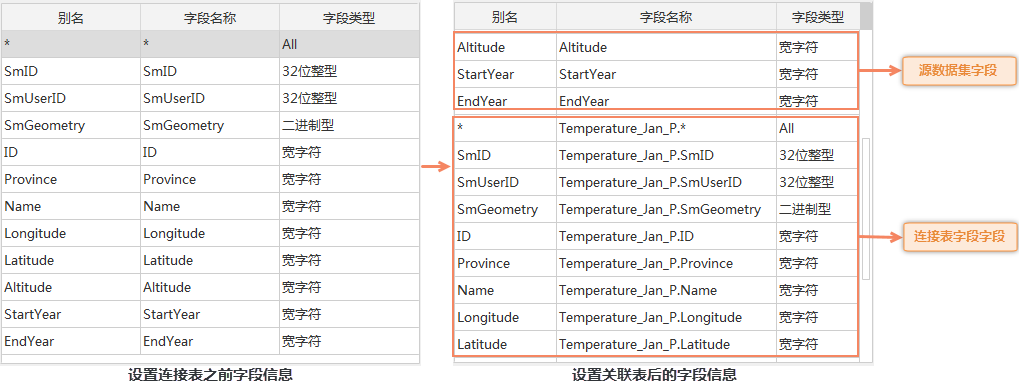 别名 字段名称 字段类型
* * All
SmID SmID 32位整型
SmUserID SmUserID 32位整型
SmGeometry SmGeometry 二进制型
ID ID 宽字符
Province Province 宽字符
Name Name 宽字符
Longitude Longitude 宽字符
Latitude Latitude 宽字符
Altitude Altitude 宽字符
StartYear StartYear 宽字符
EndYear EndYear 宽字符
设置连接表之前字段信息
别名 字段名称 字段类型
Altitude Altitude 宽字符
StartYear StartYear 宽字符
EndYear EndYear 宽字符
* Temperature_Jan_P.* All
SmID Temperature_Jan_P.SmID 32位整型
SmUserID Temperature_Jan_P.SmUserID 32位整型
SmGeometry Temperature_Jan_P.SmGeometry 二进制型
ID Temperature_Jan_P.ID 宽字符
Province Temperature_Jan_P.Province 宽字符
Name Temperature_Jan_P.Name 宽字符
Longitude Temperature_Jan_P.Longitude 宽字符
Latitude Temperature_Jan_P.Latitude 宽字符
设置关联表后的字段信息
源数据集字段
连接表字段字段